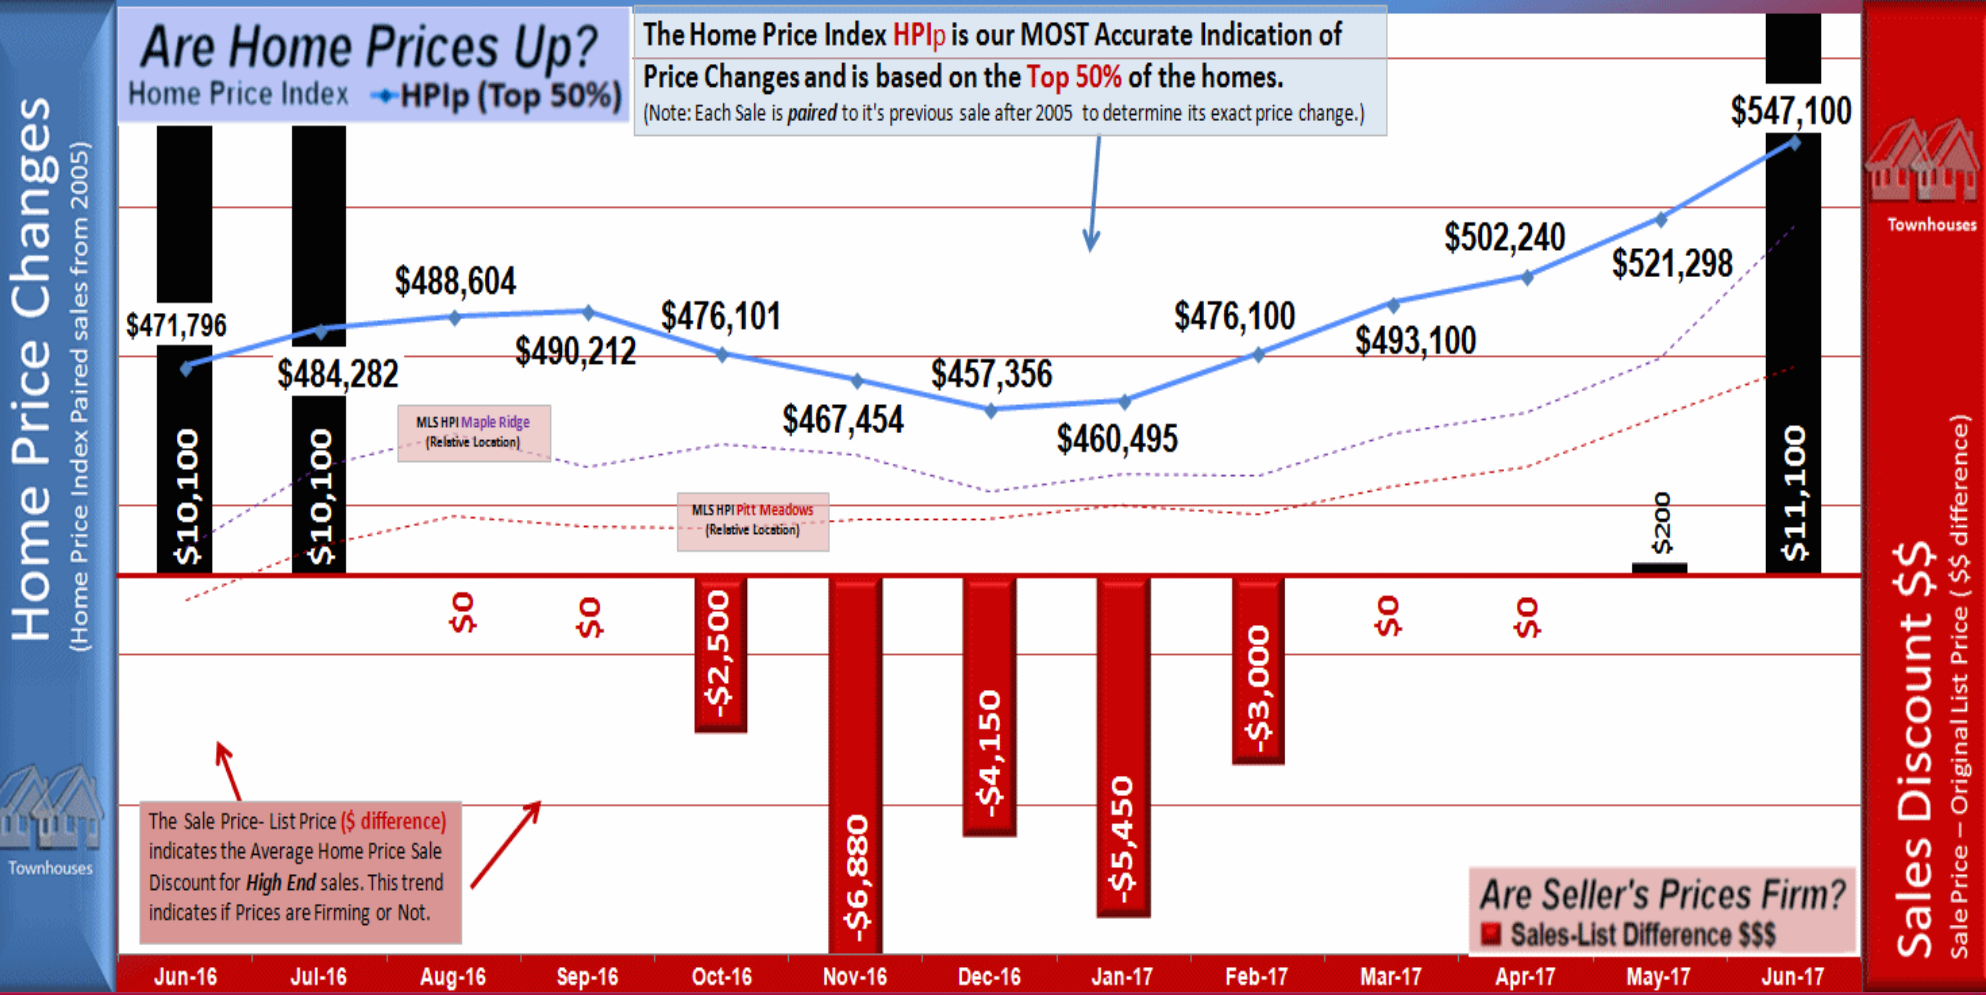 Are Home Prices Up?
Home Price Index HPIp (Top 50%)
The Home Price Index HPIp is our MOST Accurate Indication of
Price Changes and is based on the Top 50% of the homes.
(Note: Each Sale is paired to it's previous sale after 2005 to determine its exact price change.)
Home Price Changes
(Home Price Index Paired sales from 2005)
Townhouses
$471,796
$484,282
$488,604
$490,212
$476,101
$467,454
$457,356
$460,495
$476,100
$493,100
$502,240
$521,298
$547,100
MLS HPI Maple Ridge
(Relative Location)
MLS HPI Pitt Meadows
(Relative Location)
$10,100
$10,100
$0
$0
-$2,500
-$6,880
-$4,150
-$5,450
-$3,000
$0
$0
$200
$11,100
The Sale Price- List Price ($ difference)
indicates the Average Home Price Sale
Discount for High End sales. This trend
indicates if Prices are Firming or Not.
Are Seller's Prices Firm?
Sales-List Difference $$$
Jun-16 Jul-16 Aug-16 Sep-16 Oct-16 Nov-16 Dec-16 Jan-17 Feb-17 Mar-17 Apr-17 May-17 Jun-17
Townhouses
Sales Discount $$
Sale Price – Original List Price ( $$ difference)